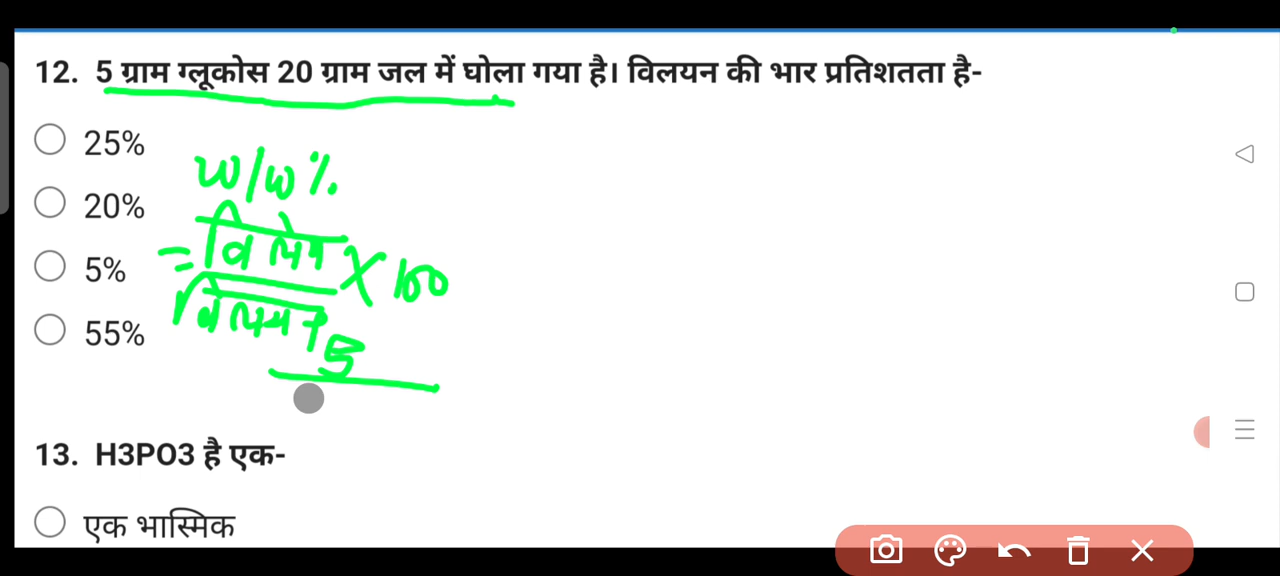 12. 5 ग्राम ग्लूकोस 20 ग्राम जल में घोला गया है। विलयन की भार प्रतिशतता है-
25%
20%
5%
55%
w/w %
= विलेय × 100
विलयन
5
13. H3PO3 है एक-
एक भास्मिक